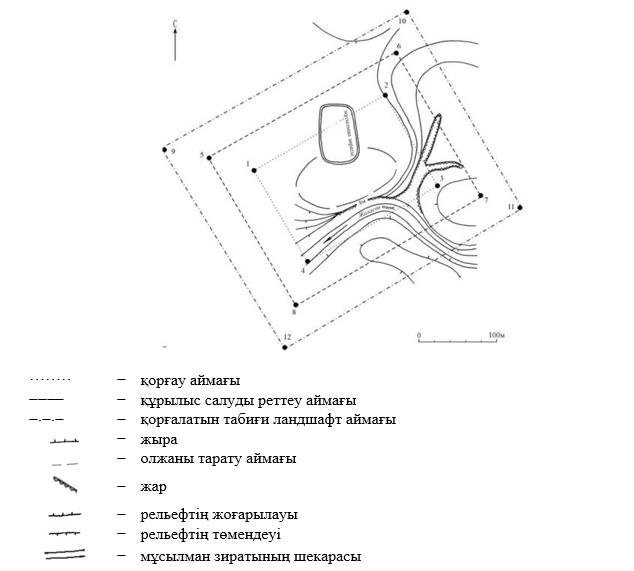 С
10
6
2
9
5
1
3
7
11
4
8
12
0 100м
– қорғау аймағы
– құрылыс салуды реттеу аймағы
– қорғалатын табиғи ландшафт аймағы
– жыра
– олжаны тарату аймағы
– жар
– рельефтің жоғарылауы
– рельефтің төмендеуі
– мұсылман зиратының шекарасы